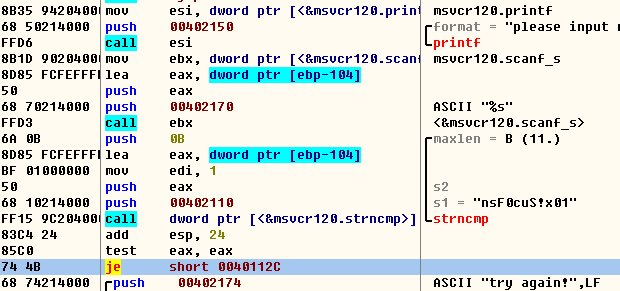 8B35 94204000 mov esi, dword ptr [<&msvcr120.print msvcr120.printf
68 50214000 push 00402150 format = "please input
FFD6 call esi printf
8B1D 90204000 mov ebx, dword ptr [<&msvcr120.scan msvcr120.scanf_s
8D85 FCFEFFF lea eax, dword ptr [ebp-104]
50 push eax
68 70214000 push 00402170 ASCII "%s"
FFD3 call ebx <&msvcr120.scanf_s>
6A 0B push 0B maxlen = B (11.)
8D85 FCFEFFF lea eax, dword ptr [ebp-104]
BF 01000000 mov edi, 1
50 push eax s2
68 10214000 push 00402110 s1 = "nsF0cuS!x01"
FF15 9C20400 call dword ptr [<&msvcr120.strncmp>] strncmp
83C4 24 add esp, 24
85C0 test eax, eax
74 4B je short 0040112C
68 74214000 push 00402174 ASCII "try again!",LF